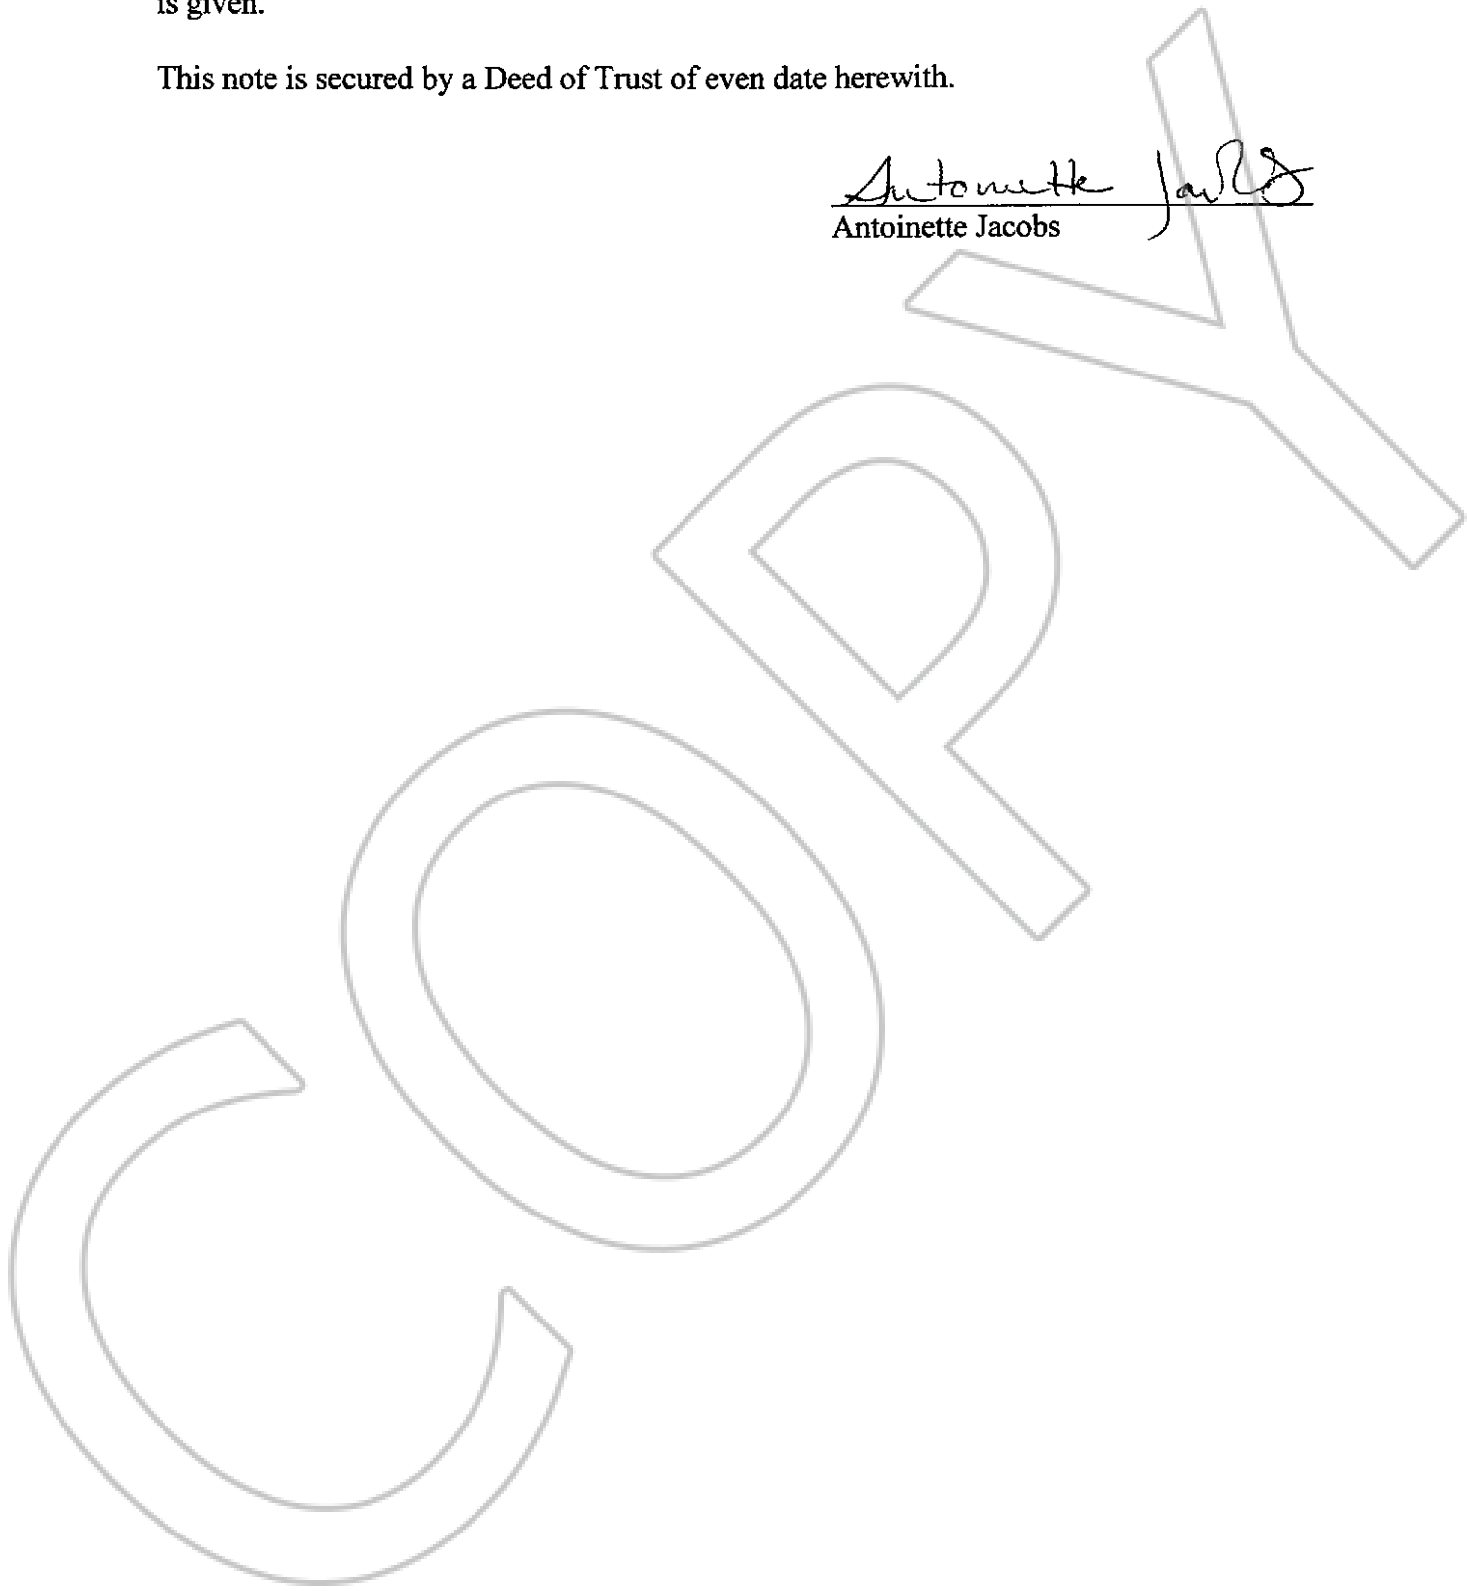 is given.
This note is secured by a Deed of Trust of even date herewith.
Antoinette Jacobs
Antoinette Jacobs
COPY